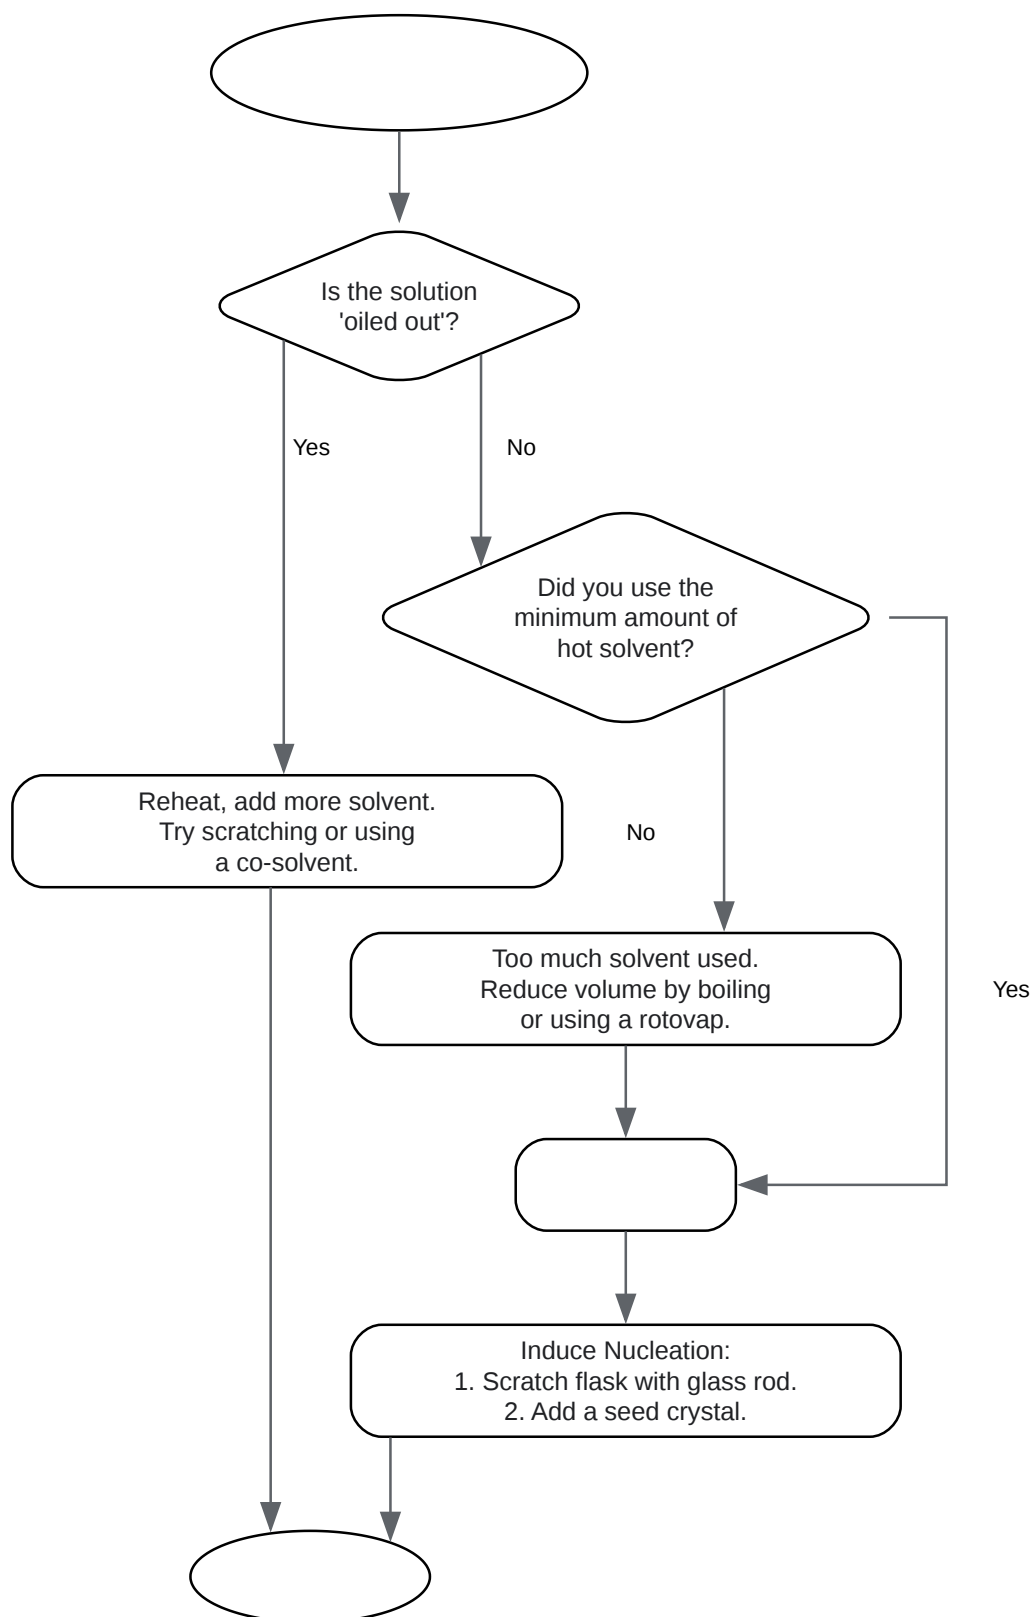 Is the solution
'oiled out'?
Yes
No
Did you use the
minimum amount of
hot solvent?
Reheat, add more solvent.
Try scratching or using
a co-solvent.
No
Too much solvent used.
Reduce volume by boiling
or using a rotovap.
Yes
Induce Nucleation:
1. Scratch flask with glass rod.
2. Add a seed crystal.